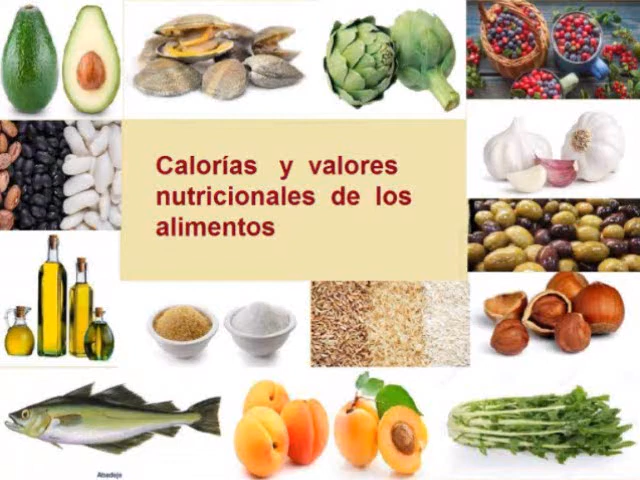 Calorías y valores
nutricionales de los
alimentos
Abadejo